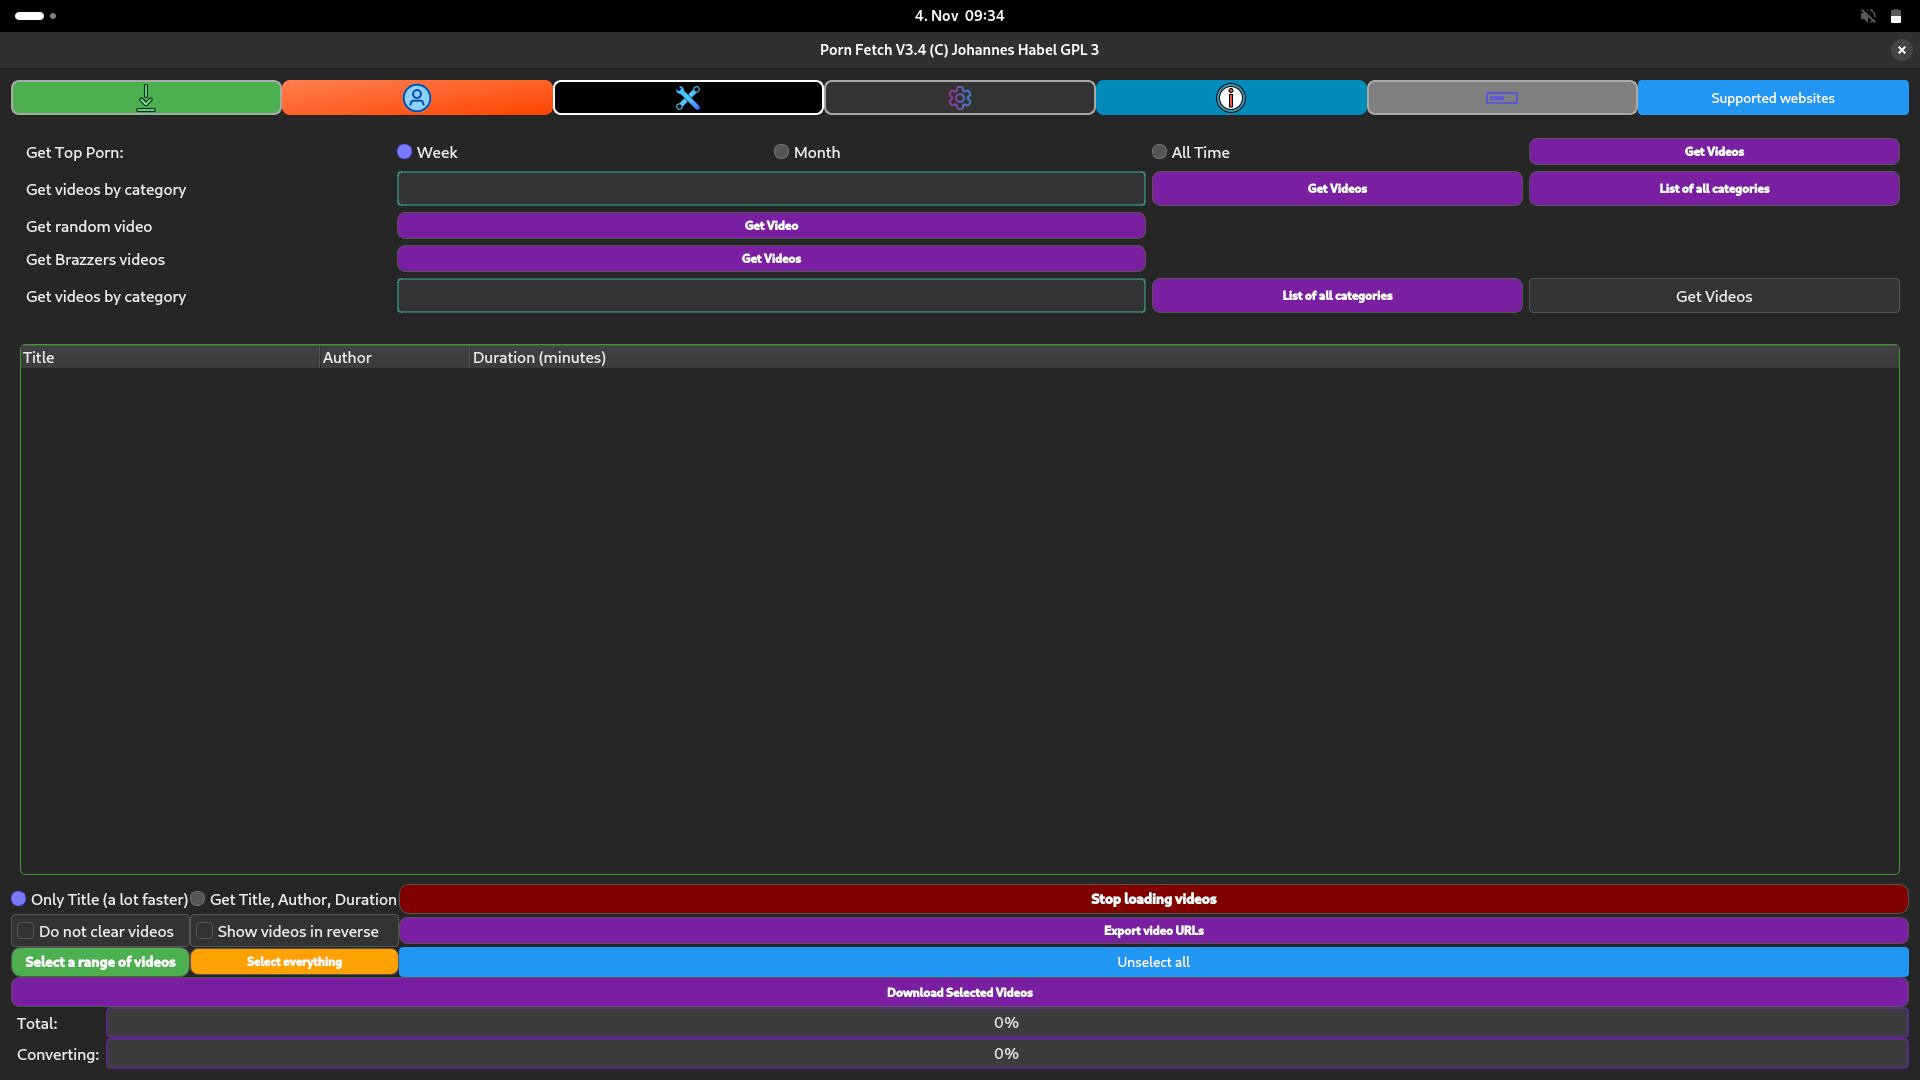 4. Nov 09:34
Porn Fetch V3.4 (C) Johannes Habel GPL 3
Supported websites
Get Top Porn: Week Month All Time Get Videos
Get videos by category Get Videos List of all categories
Get random video Get Video
Get Brazzers videos Get Videos
Get videos by category List of all categories Get Videos
Title Author Duration (minutes)
Only Title (a lot faster) Get Title, Author, Duration Stop loading videos
Do not clear videos Show videos in reverse Export video URLs
Select a range of videos Select everything Unselect all
Download Selected Videos
Total: 0%
Converting: 0%